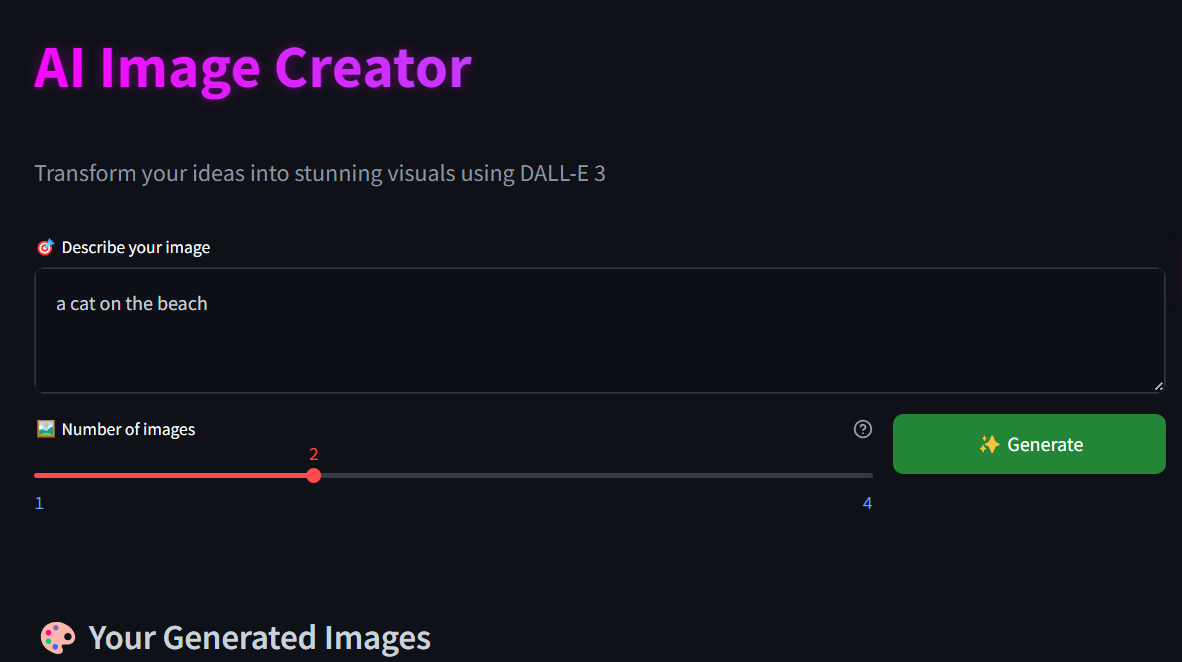 AI Image Creator
Transform your ideas into stunning visuals using DALL-E 3
🎯 Describe your image
a cat on the beach
🖼️ Number of images
✨ Generate
2
1
4
🎨 Your Generated Images